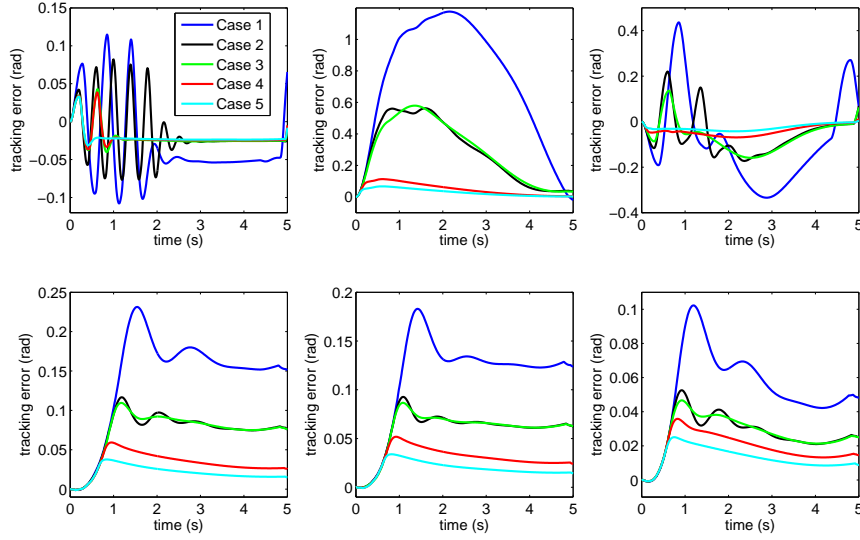 tracking error (rad)
0.15
0.1
0.05
0
−0.05
−0.1
0 1 2 3 4 5
time (s)
Case 1
Case 2
Case 3
Case 4
Case 5
tracking error (rad)
1
0.8
0.6
0.4
0.2
0
0 1 2 3 4 5
time (s)
tracking error (rad)
0.4
0.2
0
−0.2
−0.4
0 1 2 3 4 5
time (s)
tracking error (rad)
0.25
0.2
0.15
0.1
0.05
0
0 1 2 3 4 5
time (s)
tracking error (rad)
0.2
0.15
0.1
0.05
0
0 1 2 3 4 5
time (s)
tracking error (rad)
0.1
0.08
0.06
0.04
0.02
0
0 1 2 3 4 5
time (s)